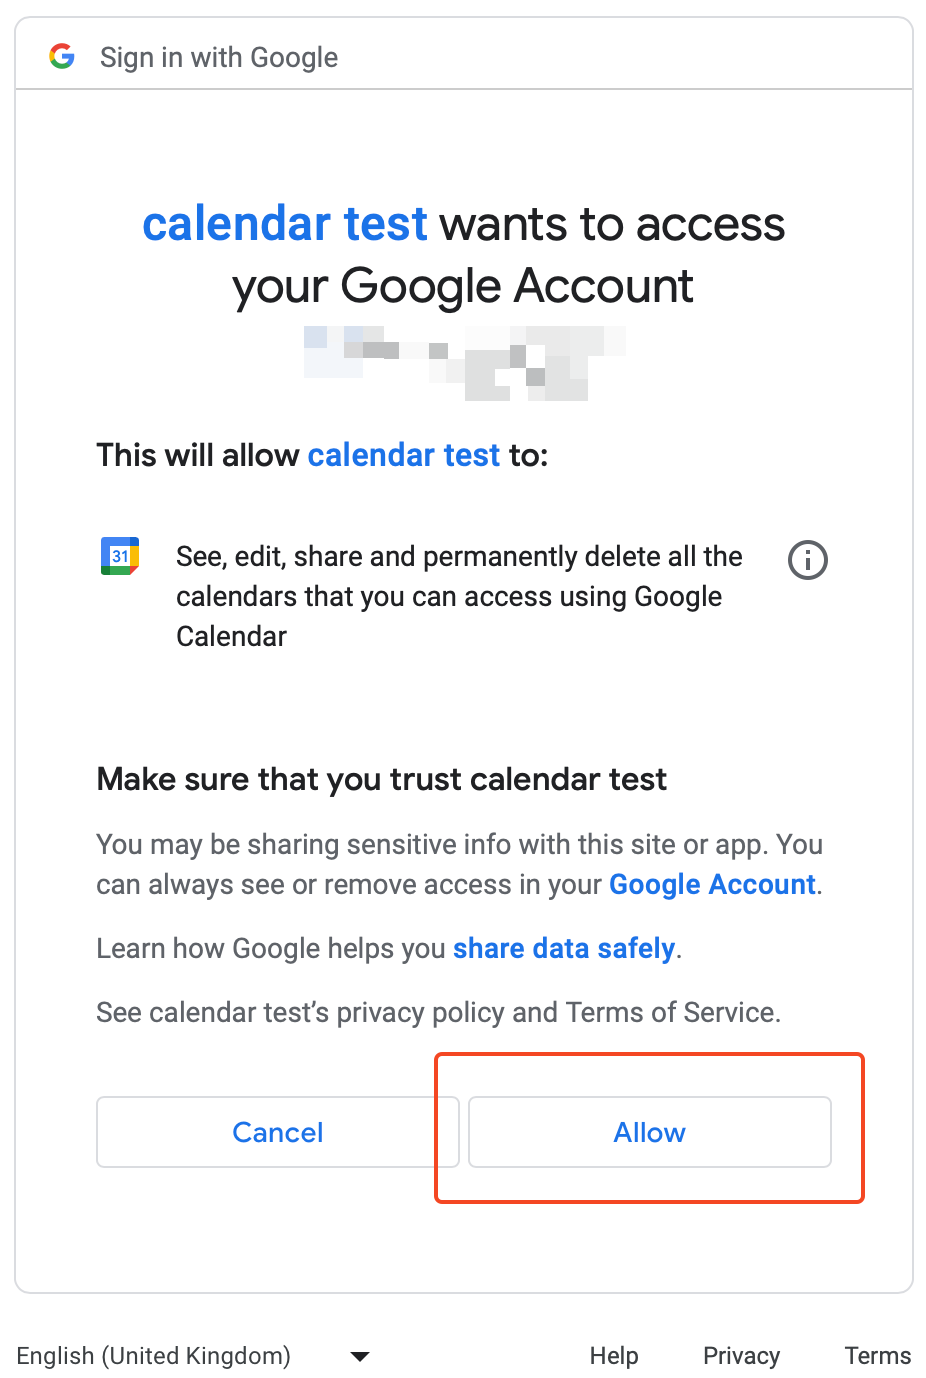 Sign in with Google
calendar test wants to access
your Google Account
This will allow calendar test to:
31
See, edit, share and permanently delete all the
calendars that you can access using Google
Calendar
Make sure that you trust calendar test
You may be sharing sensitive info with this site or app. You
can always see or remove access in your Google Account.
Learn how Google helps you share data safely.
See calendar test’s privacy policy and Terms of Service.
Cancel Allow
English (United Kingdom) Help Privacy Terms